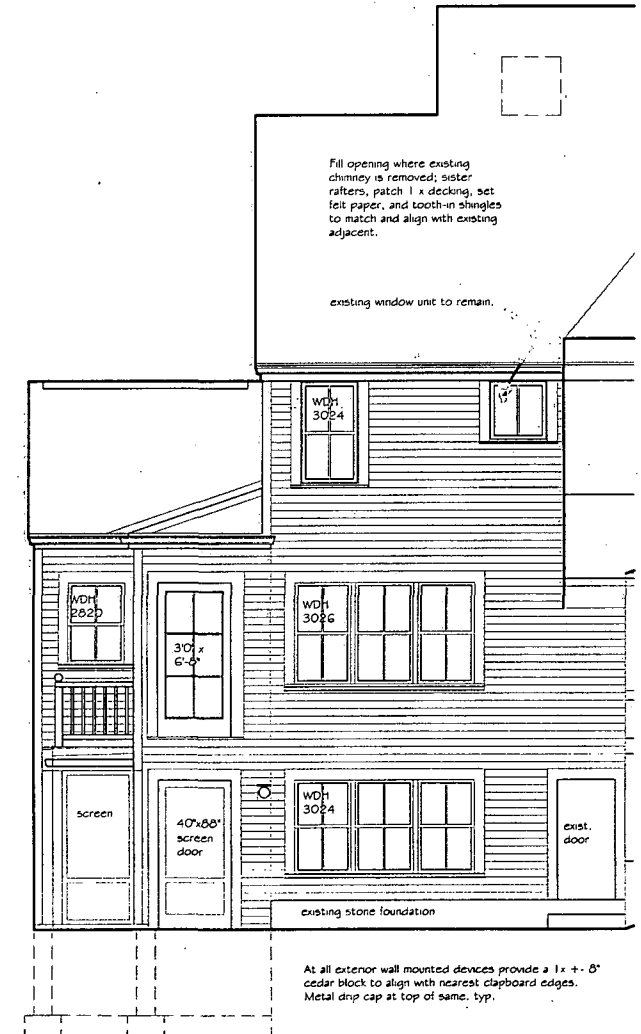 Fill opening where existing
chimney is removed; sister
rafters, patch 1 x decking, set
felt paper, and tooth-in shingles
to match and align with existing
adjacent.
existing window unit to remain.
WDH
3024
WDH
2820
3'0" x
6'-8"
WDH
3026
screen
40"x88"
screen
door
WDH
3024
exist.
door
existing stone foundation
At all exterior wall mounted devices provide a 1x +- 8"
cedar block to align with nearest clapboard edges.
Metal drip cap at top of same, typ.